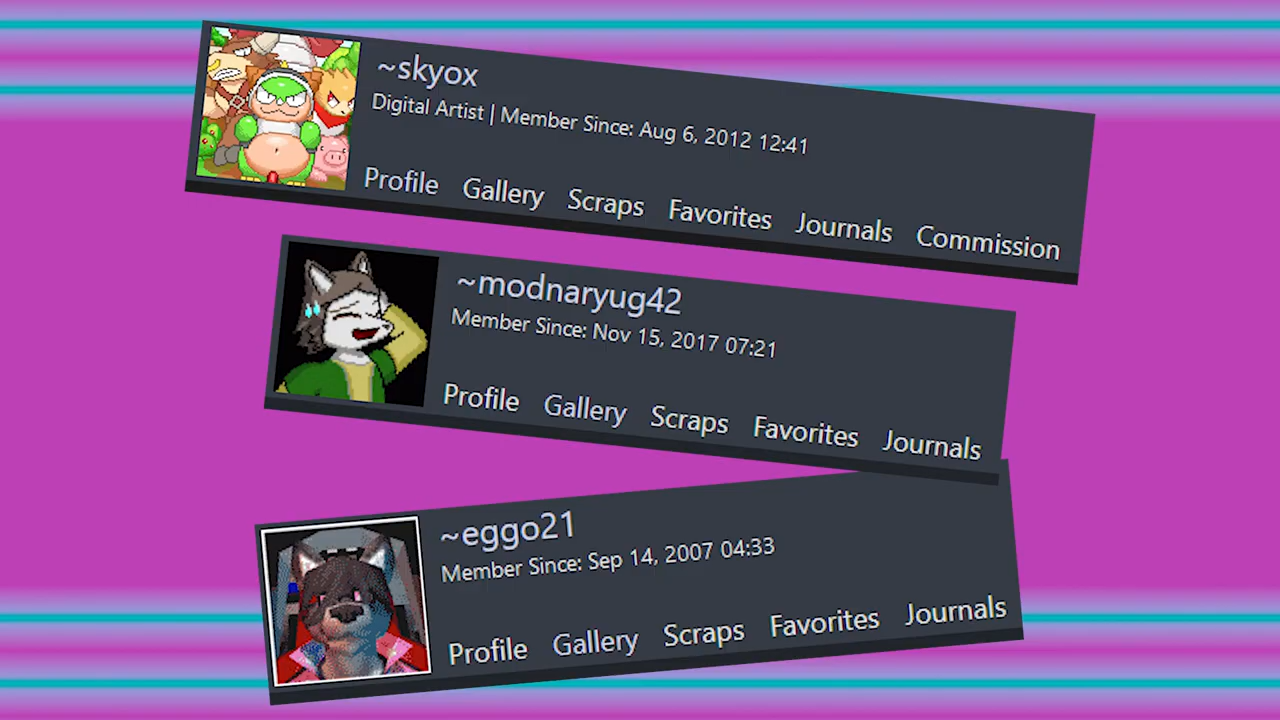 ~skyox
Digital Artist | Member Since: Aug 6, 2012 12:41
Profile Gallery Scraps Favorites Journals Commission
~modnaryug42
Member Since: Nov 15, 2017 07:21
Profile Gallery Scraps Favorites Journals
~eggo21
Member Since: Sep 14, 2007 04:33
Profile Gallery Scraps Favorites Journals